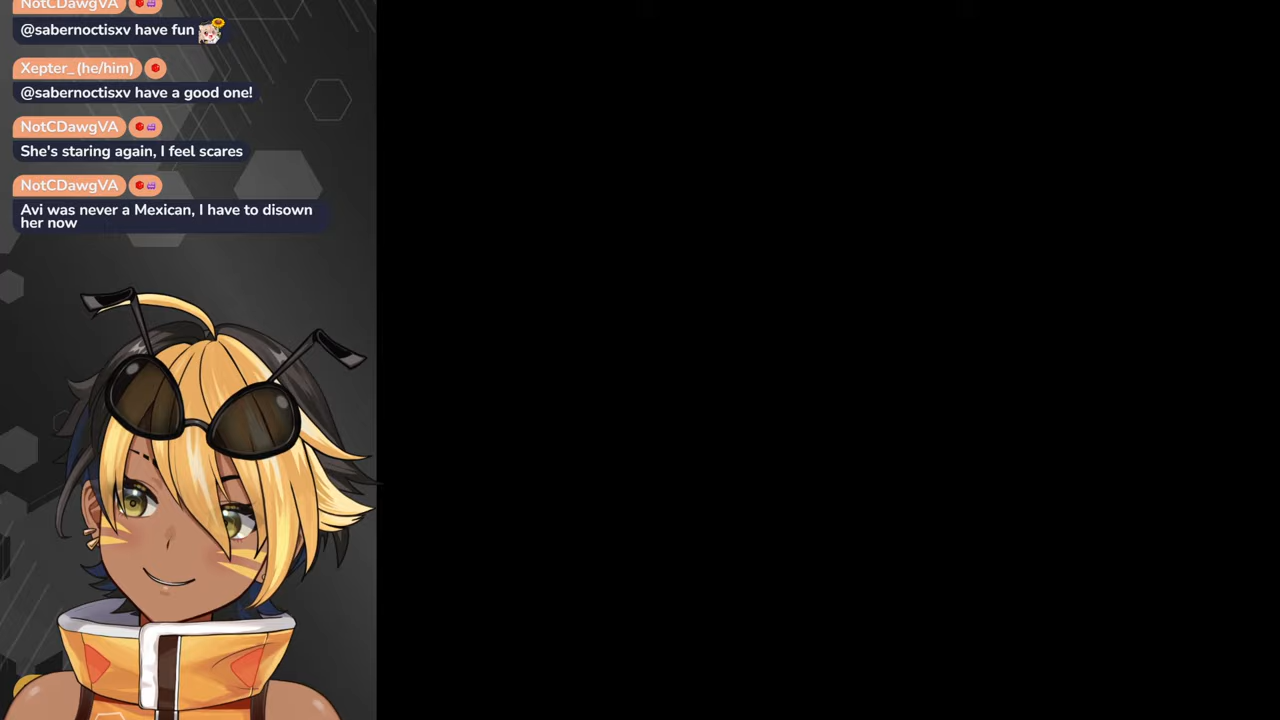 NotCDawgVA
@sabernoctisxv have fun
Xepter_(he/him)
@sabernoctisxv have a good one!
NotCDawgVA
She's staring again, I feel scares
NotCDawgVA
Avi was never a Mexican, I have to disown
her now